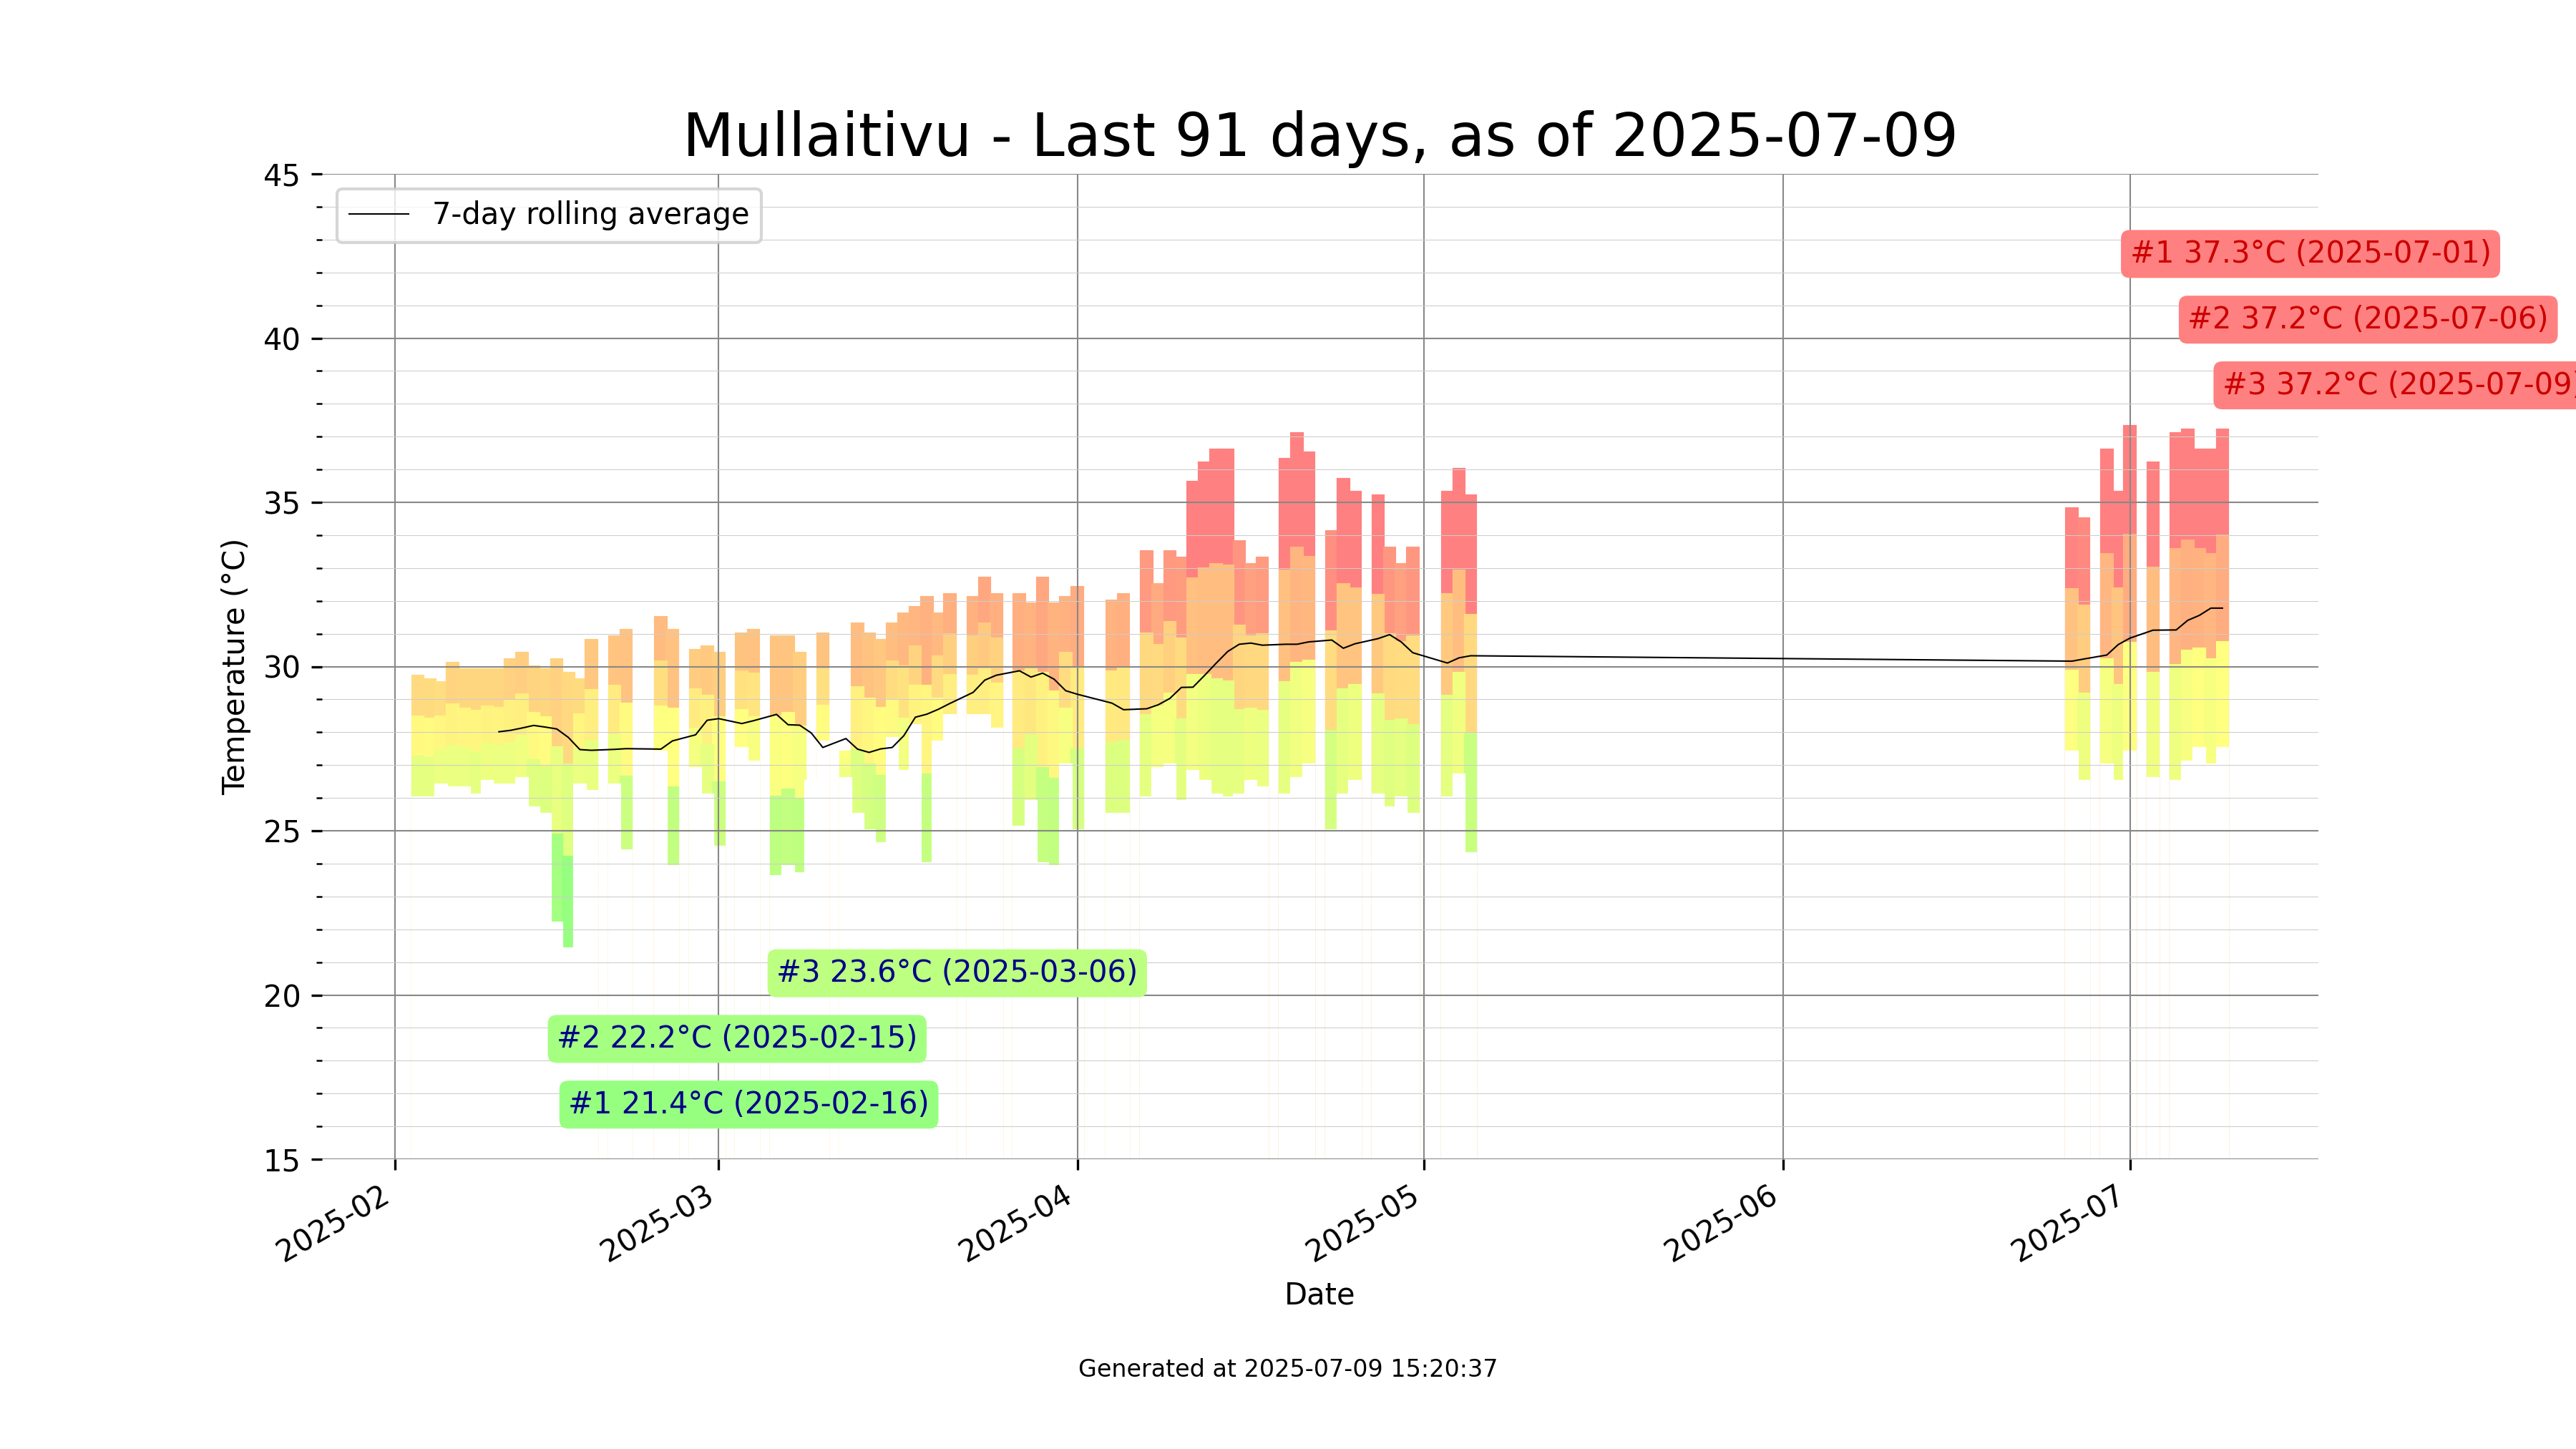 Mullaitivu - Last 91 days, as of 2025-07-09
45
7-day rolling average
#1 37.3°C (2025-07-01)
#2 37.2°C (2025-07-06)
40
#3 37.2°C (2025-07-09)
35
30
Temperature (°C)
25
#3 23.6°C (2025-03-06)
20
#2 22.2°C (2025-02-15)
#1 21.4°C (2025-02-16)
15
2025-02
2025-03
2025-04
2025-05
2025-06
2025-07
Date
Generated at 2025-07-09 15:20:37